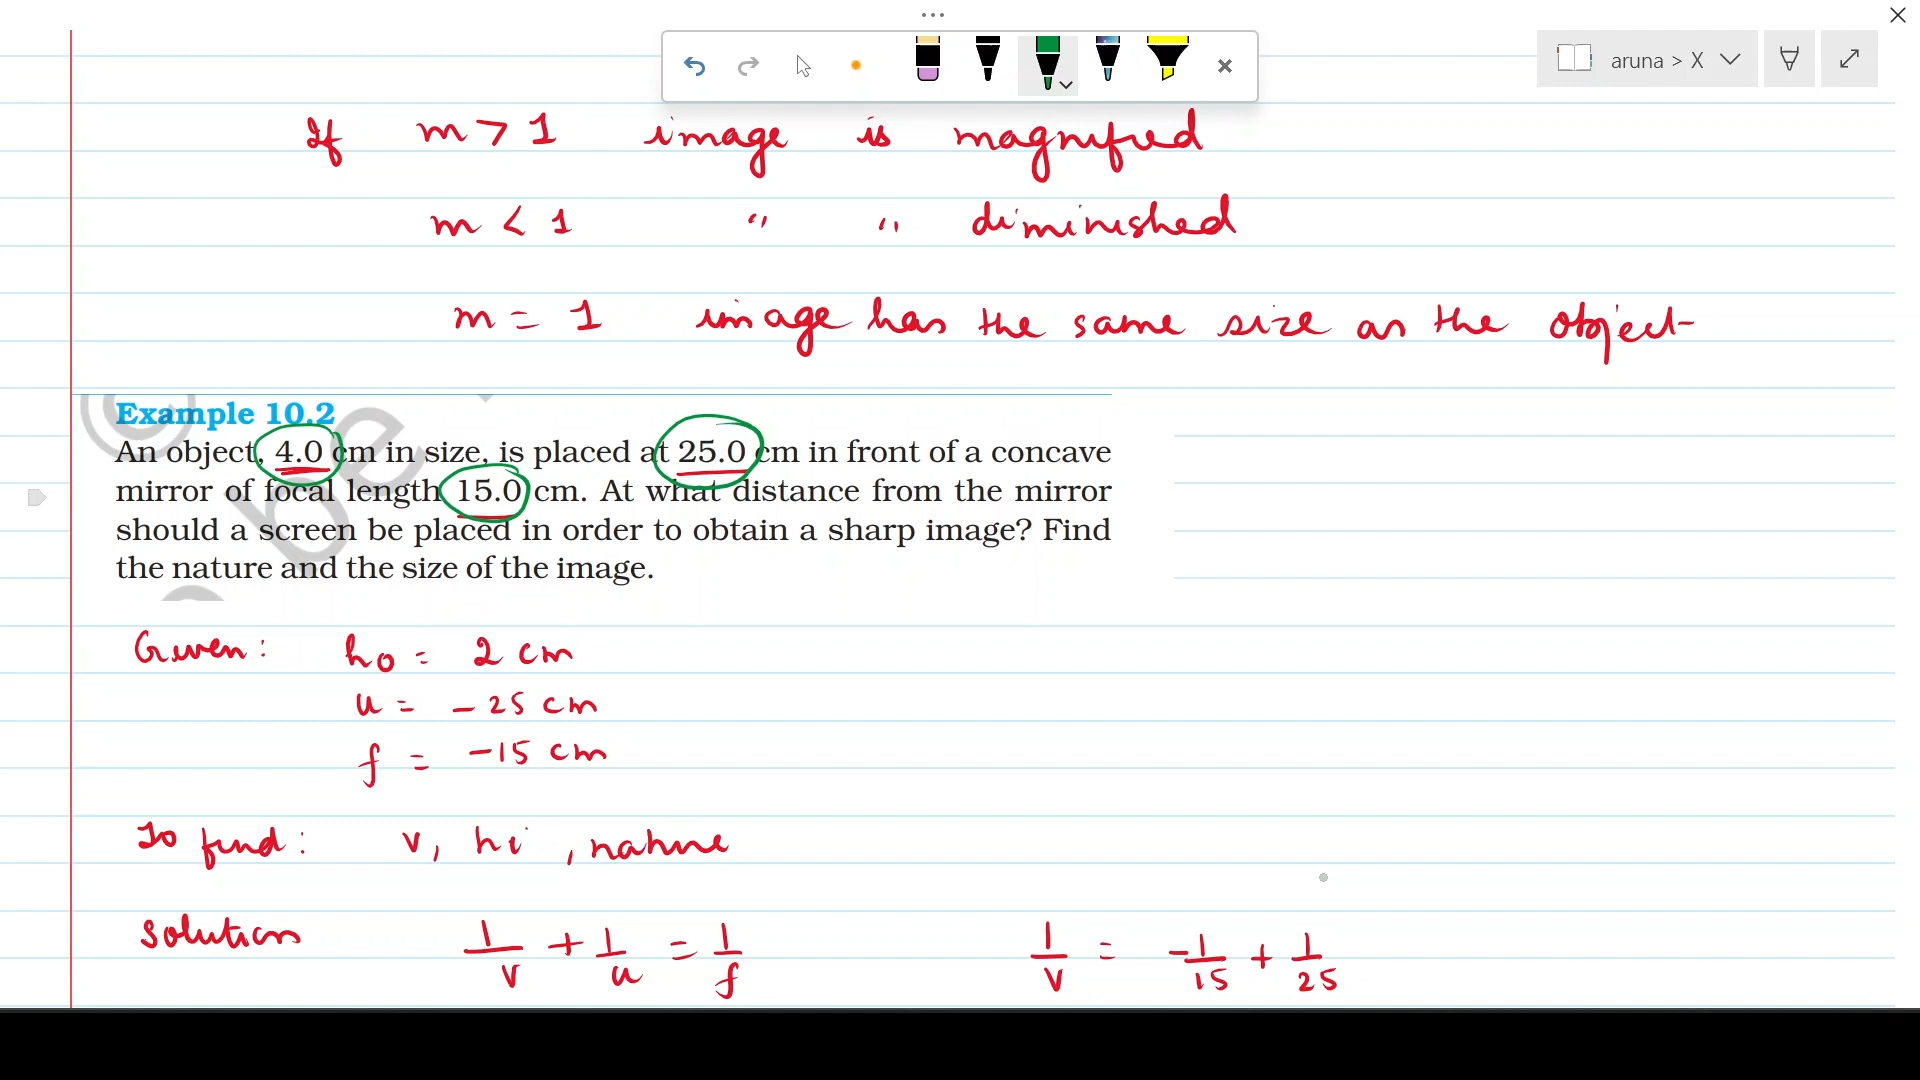 aruna > X
If m > 1 image is magnified
m < 1 " " diminished
m = 1 image has the same size as the object
Example 10.2
An object, 4.0 cm in size, is placed at 25.0 cm in front of a concave
mirror of focal length 15.0 cm. At what distance from the mirror
should a screen be placed in order to obtain a sharp image? Find
the nature and the size of the image.
Given: ho = 2 cm
u = -25 cm
f = -15 cm
To find: v, hi, nature
Solution 1/v + 1/u = 1/f 1/v = -1/15 + 1/25